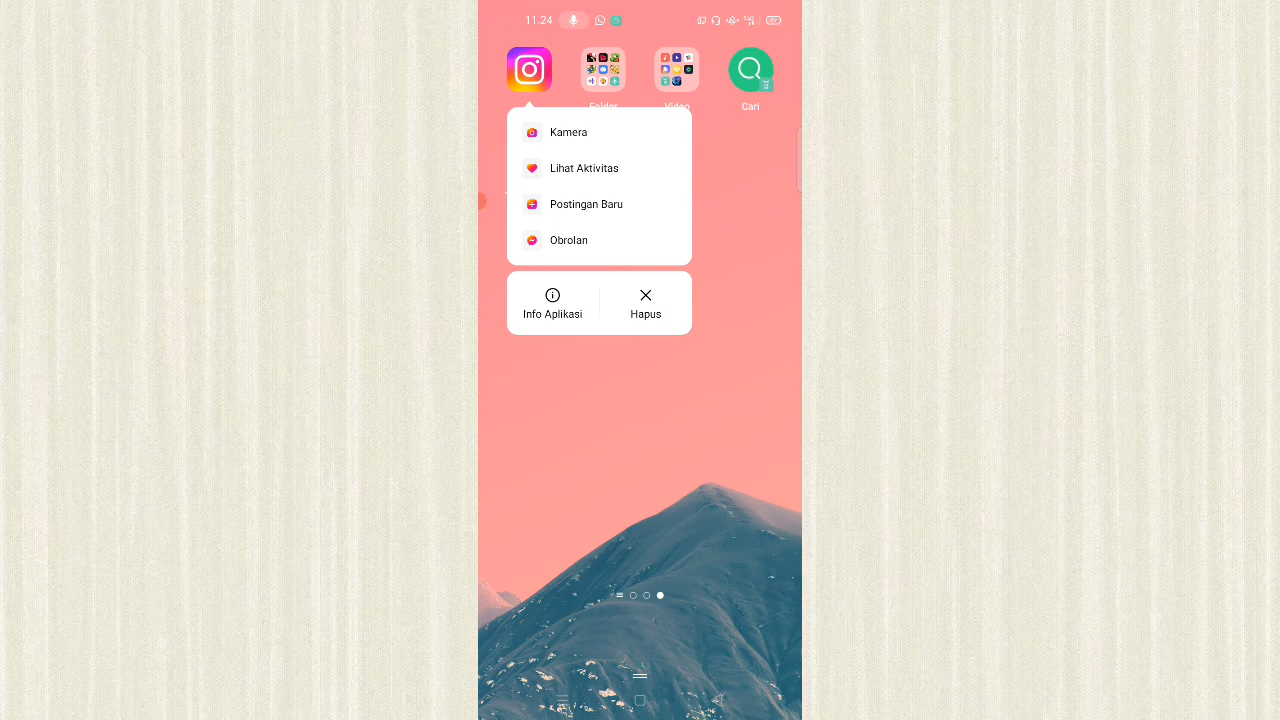 11.24
Folder
Video
Cari
Kamera
Lihat Aktivitas
Postingan Baru
Obrolan
Info Aplikasi
Hapus